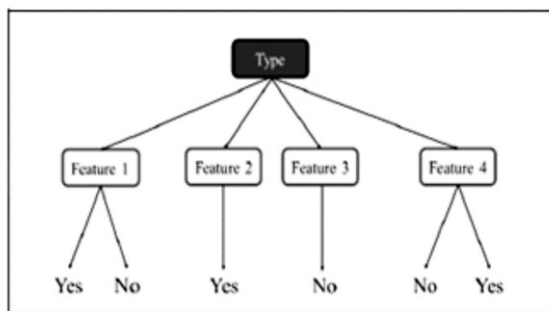 Type
Feature 1 Feature 2 Feature 3 Feature 4
Yes No Yes No No Yes